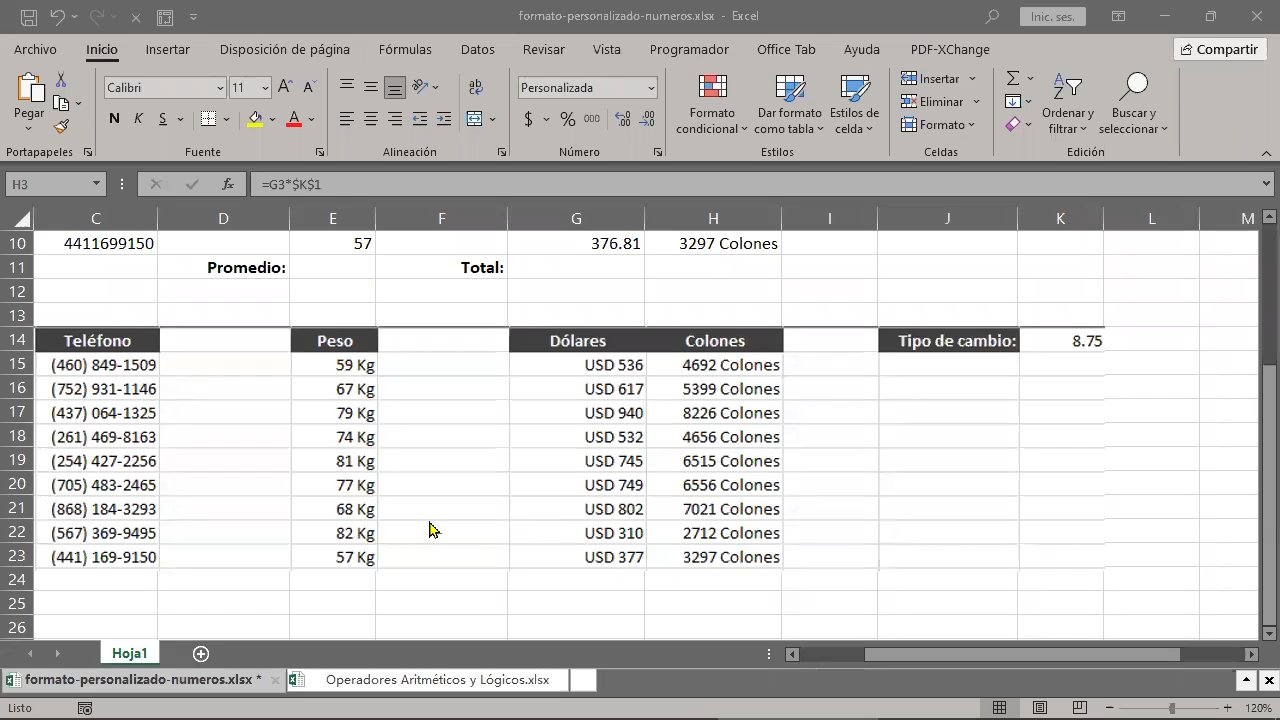 formato-personalizado-numeros.xlsx - Excel
Inic. ses.
Archivo Inicio Insertar Disposición de página Fórmulas Datos Revisar Vista Programador Office Tab Ayuda PDF-XChange Compartir
Pegar
Calibri 11
N K S
Personalizada
$ % 000
Formato condicional
Dar formato como tabla
Estilos de celda
Insertar
Eliminar
Formato
Ordenar y filtrar
Buscar y seleccionar
Portapapeles Fuente Alineación Número Estilos Celdas Edición
H3 fx =G3*$K$1
C D E F G H I J K L M
10 4411699150 57 376.81 3297 Colones
11 Promedio: Total:
12
13
14 Teléfono Peso Dólares Colones Tipo de cambio: 8.75
15 (460) 849-1509 59 Kg USD 536 4692 Colones
16 (752) 931-1146 67 Kg USD 617 5399 Colones
17 (437) 064-1325 79 Kg USD 940 8226 Colones
18 (261) 469-8163 74 Kg USD 532 4656 Colones
19 (254) 427-2256 81 Kg USD 745 6515 Colones
20 (705) 483-2465 77 Kg USD 749 6556 Colones
21 (868) 184-3293 68 Kg USD 802 7021 Colones
22 (567) 369-9495 82 Kg USD 310 2712 Colones
23 (441) 169-9150 57 Kg USD 377 3297 Colones
24
25
26
Hoja1
formato-personalizado-numeros.xlsx * Operadores Aritméticos y Lógicos.xlsx
Listo 120%